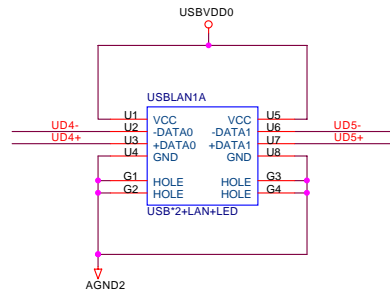 USBVDD0
USBLAN1A
U1 VCC VCC U5
UD4- U2 -DATA0 -DATA1 U6 UD5-
UD4+ U3 +DATA0 +DATA1 U7 UD5+
U4 GND GND U8
G1 HOLE HOLE G3
G2 HOLE HOLE G4
USB*2+LAN+LED
AGND2